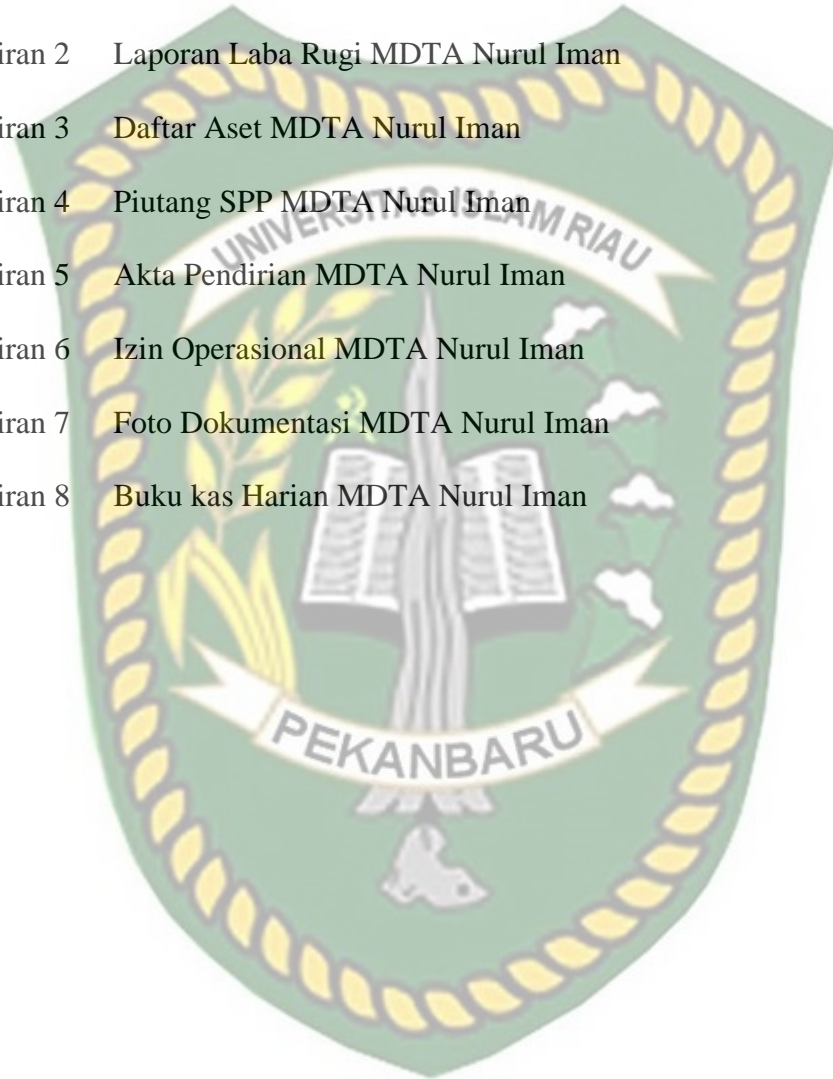 iran 2 Laporan Laba Rugi MDTA Nurul Iman
iran 3 Daftar Aset MDTA Nurul Iman
iran 4 Piutang SPP MDTA Nurul Iman
UNIVERSITAS ISLAM RIAU
iran 5 Akta Pendirian MDTA Nurul Iman
iran 6 Izin Operasional MDTA Nurul Iman
iran 7 Foto Dokumentasi MDTA Nurul Iman
iran 8 Buku kas Harian MDTA Nurul Iman
PEKANBARU